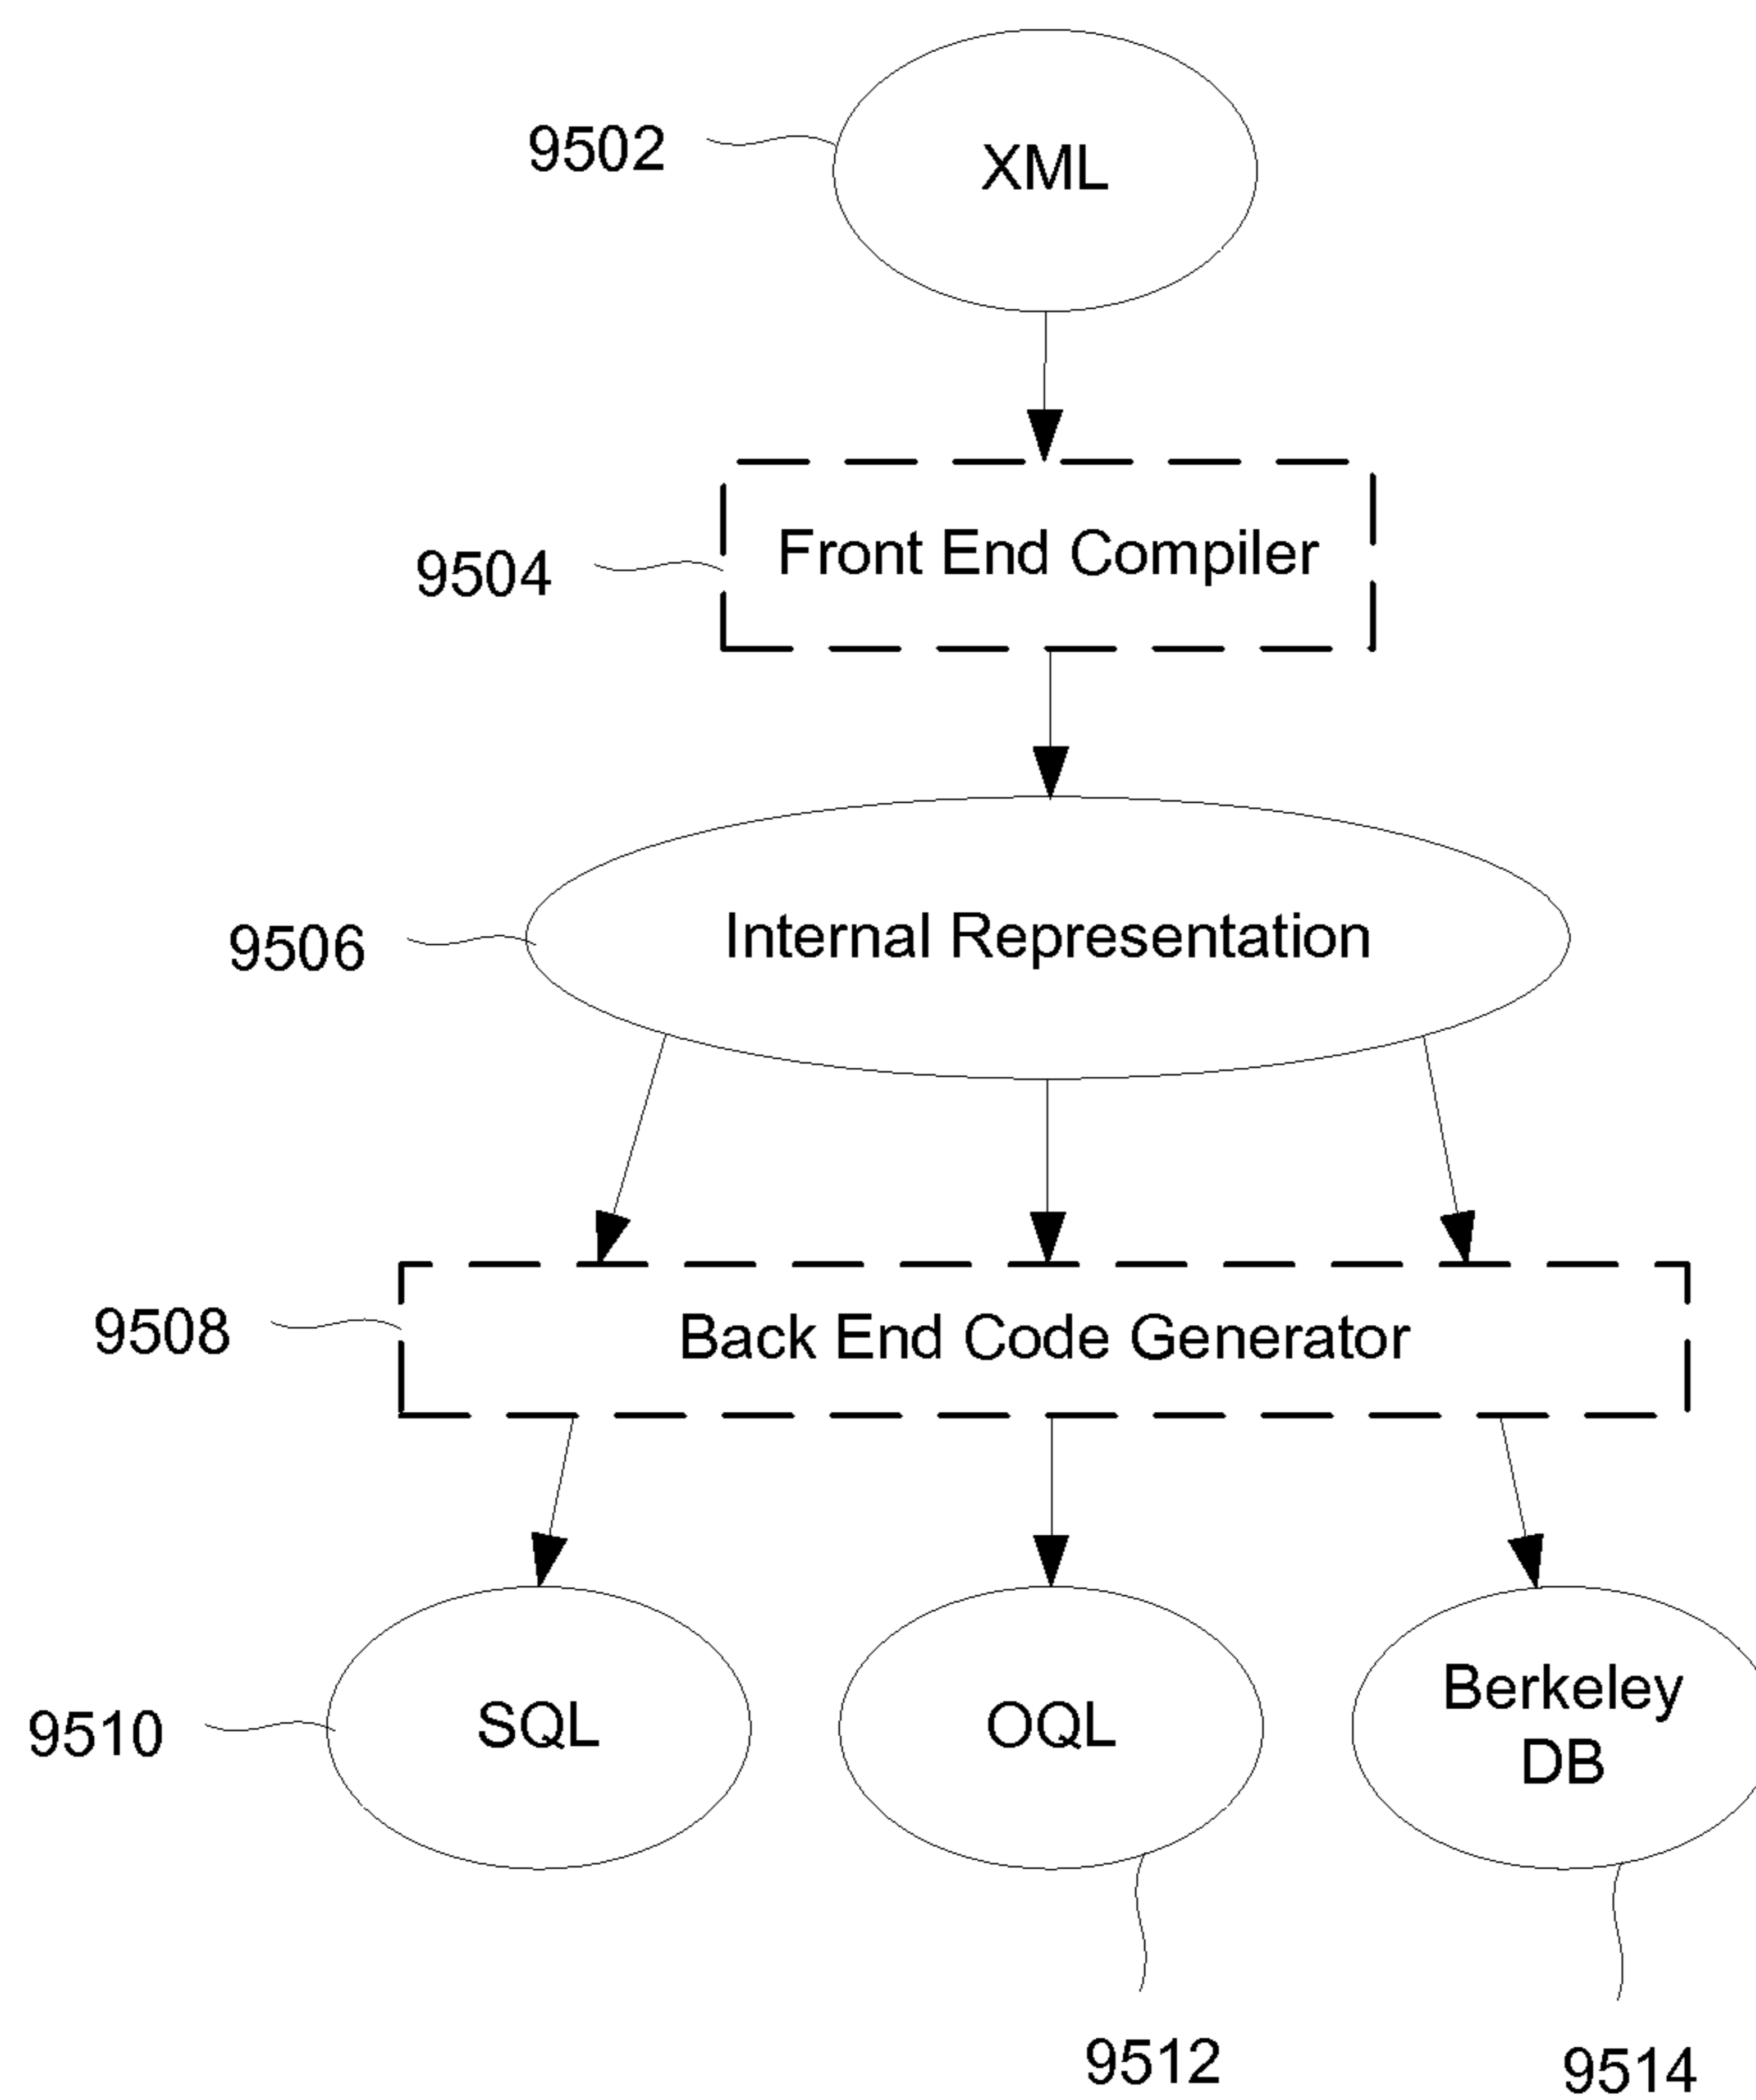 9502
XML
9504
Front End Compiler
9506
Internal Representation
9508
Back End Code Generator
9510
SQL
OQL
Berkeley
DB
9512
9514